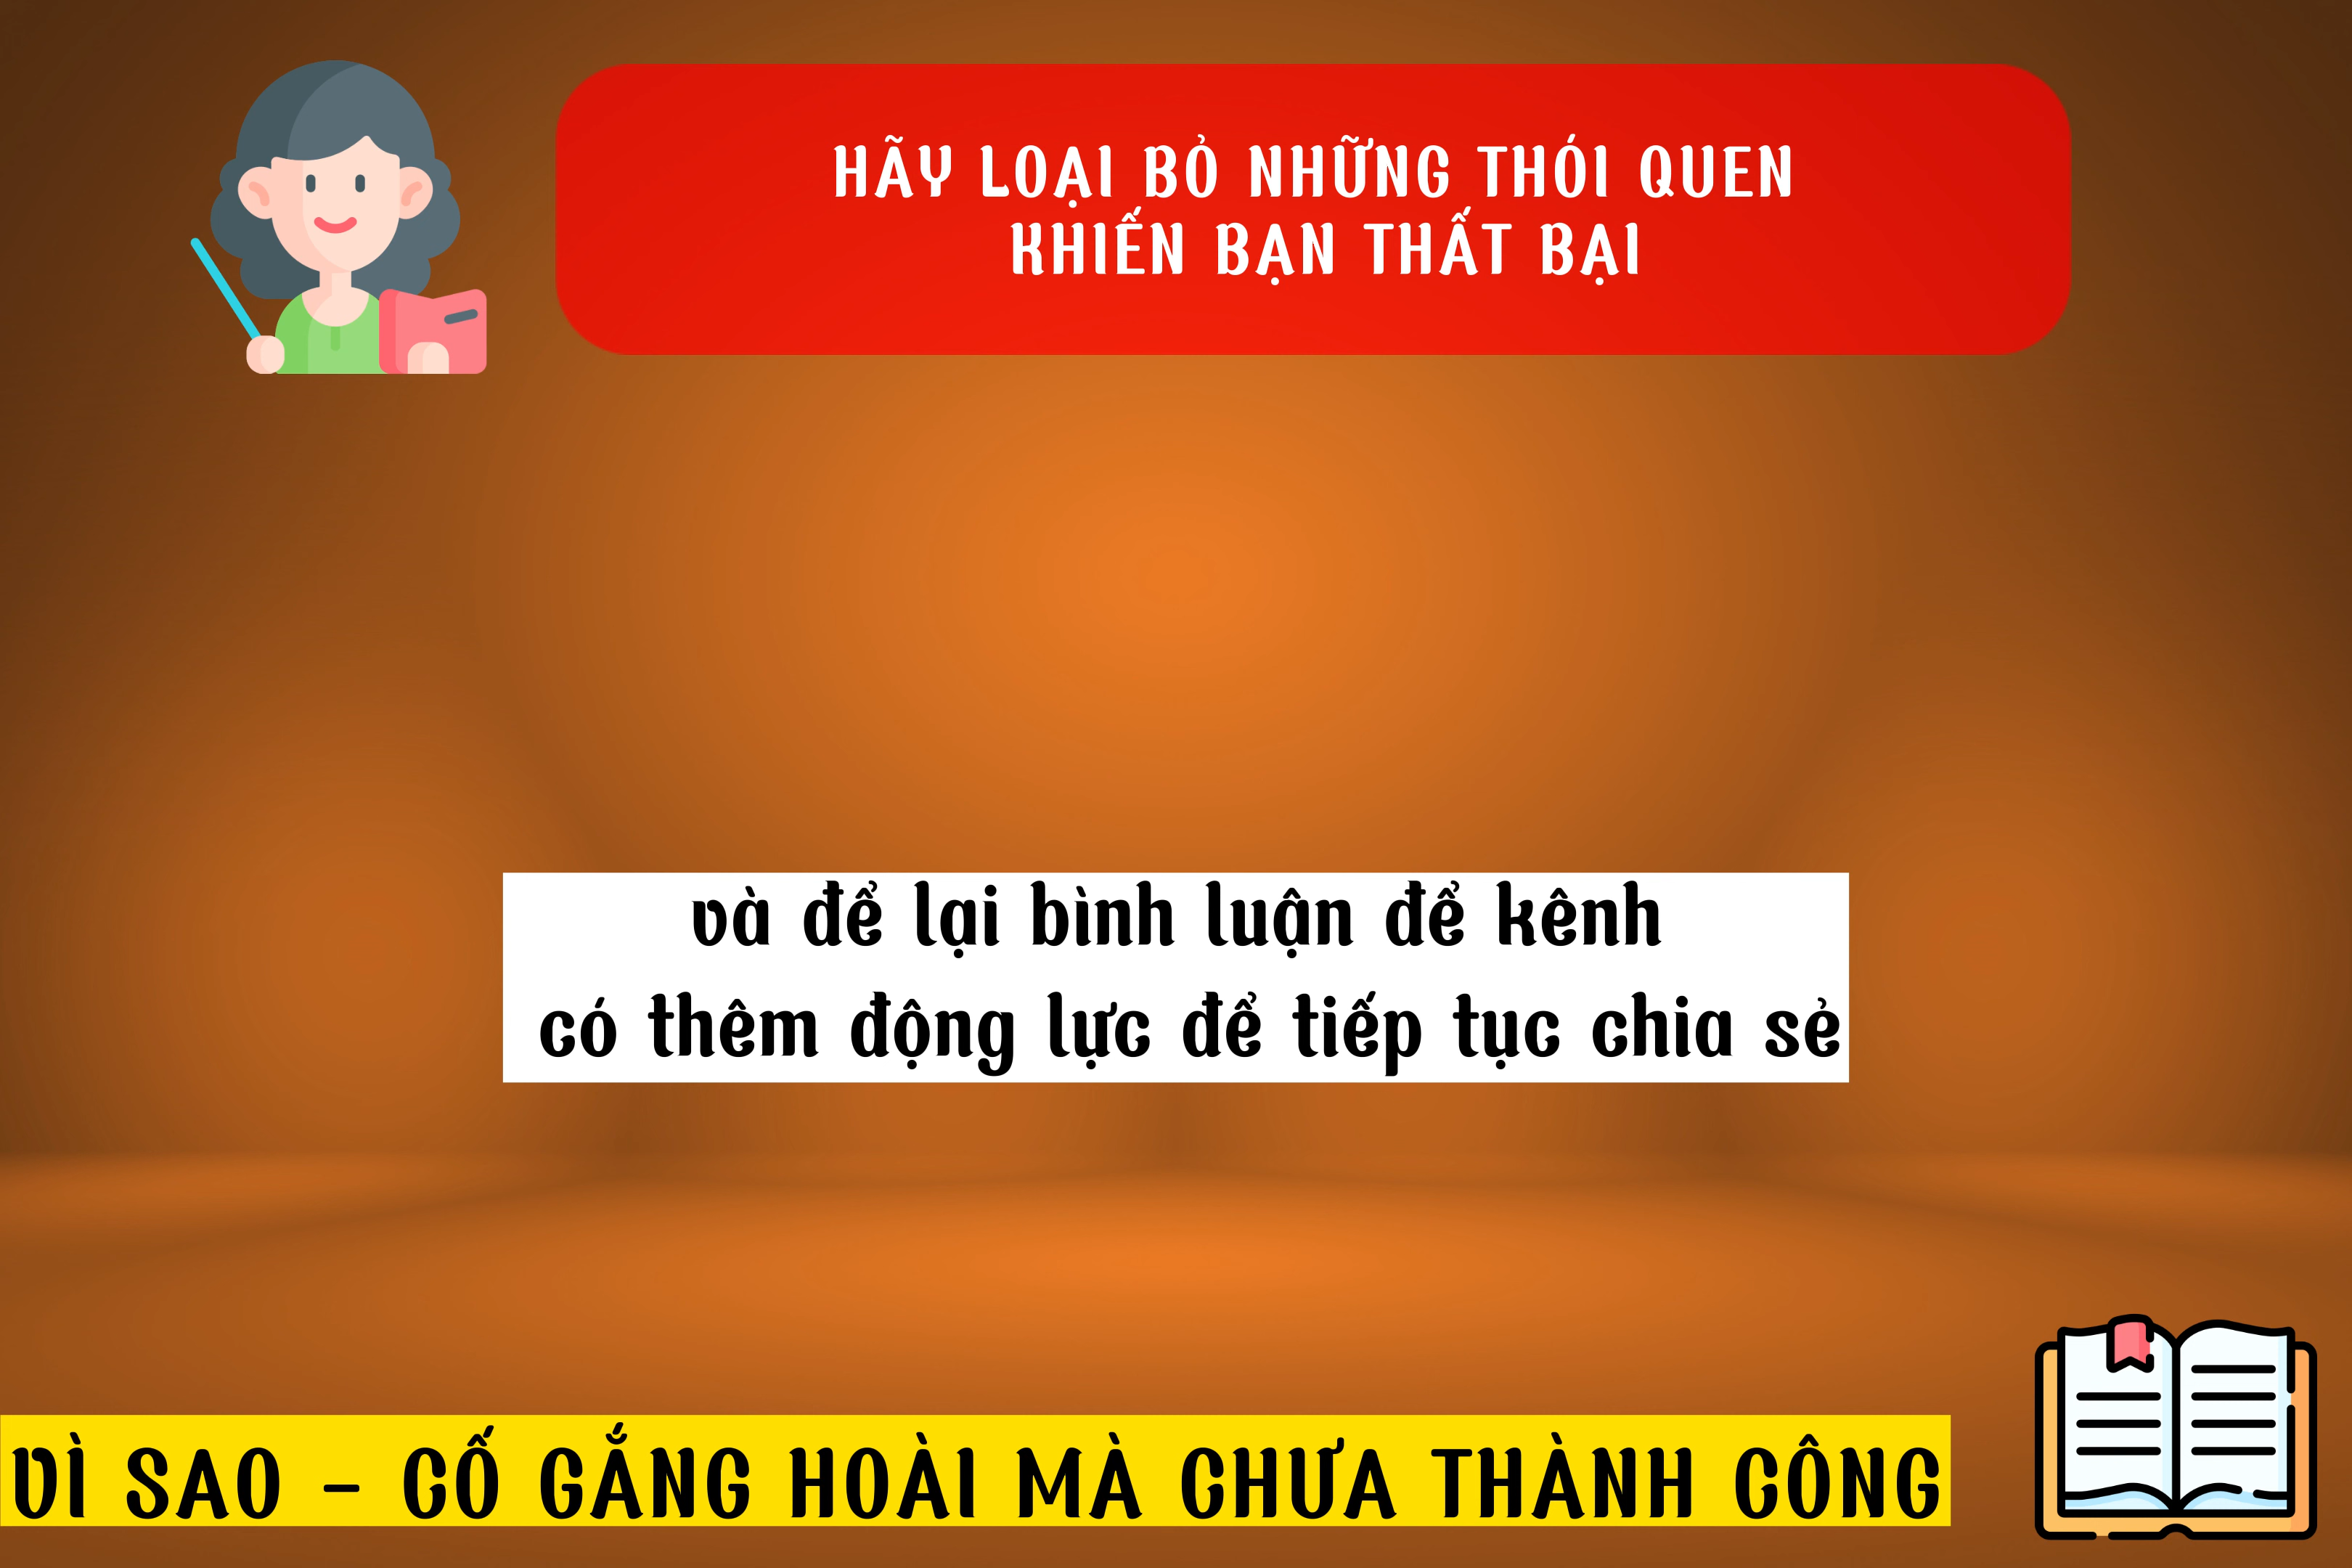 HÃY LOẠI BỎ NHỮNG THÓI QUEN
KHIẾN BẠN THẤT BẠI
và để lại bình luận để kênh
có thêm động lực để tiếp tục chia sẻ
VÌ SAO - CỐ GẮNG HOÀI MÀ CHƯA THÀNH CÔNG